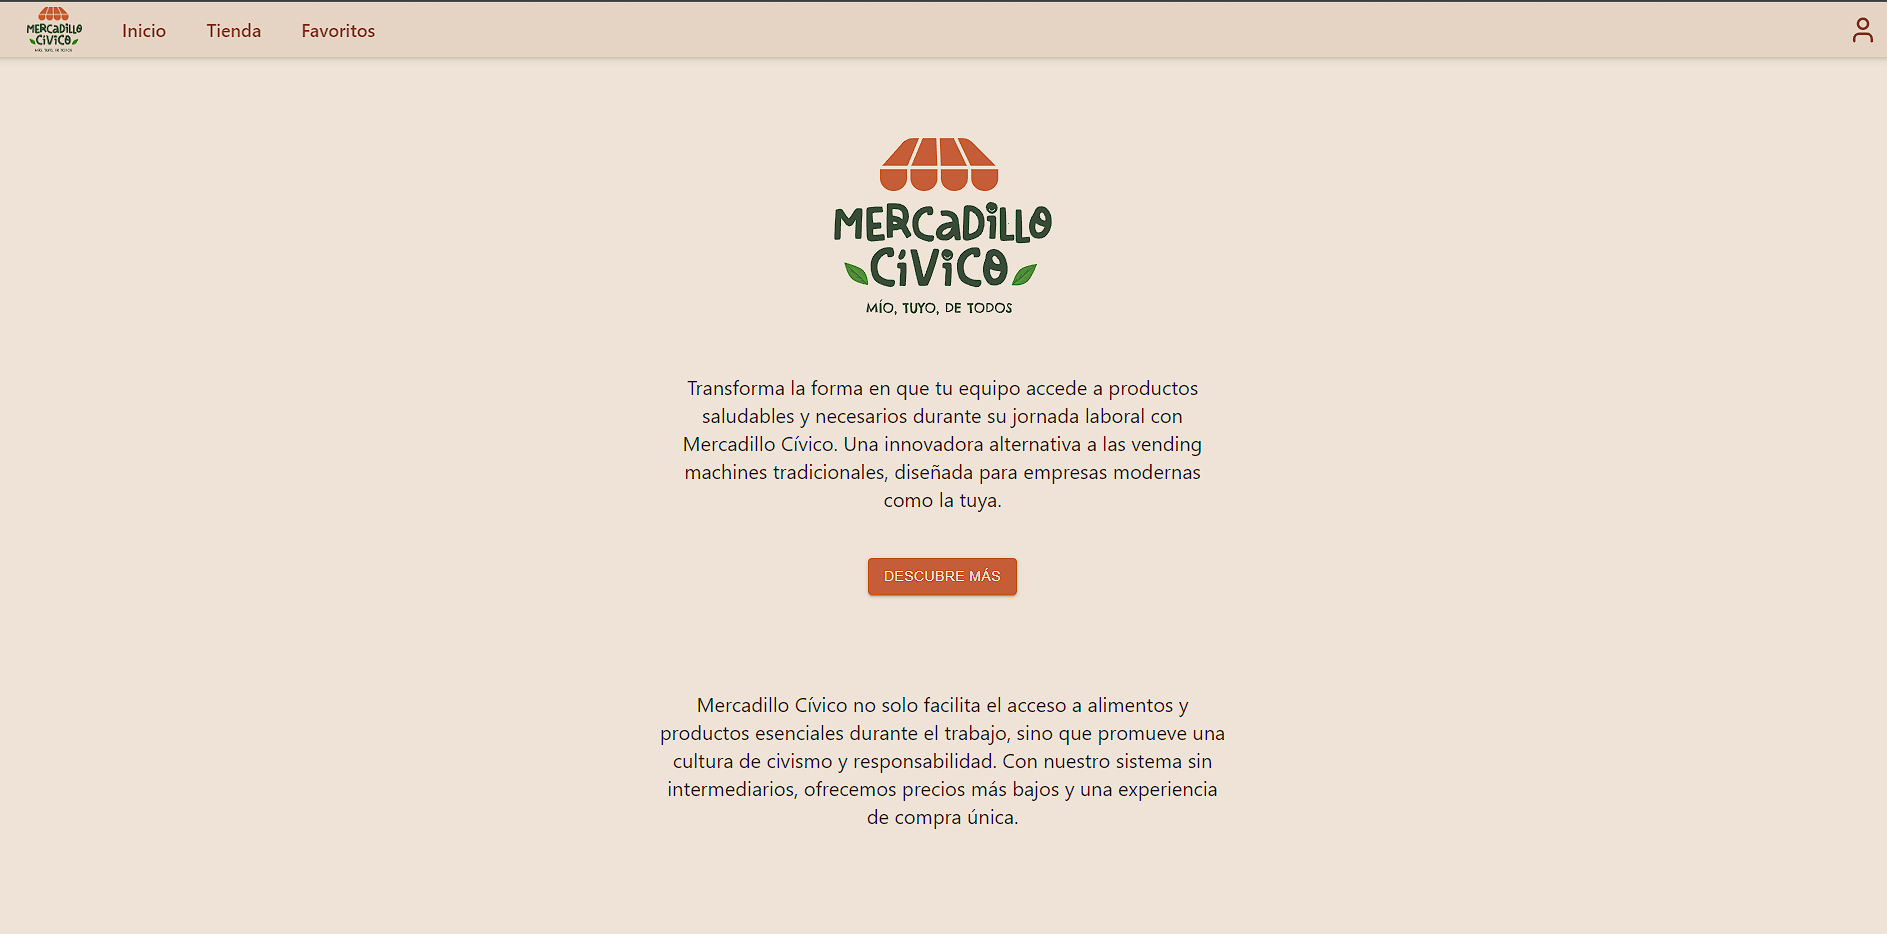 MERCADILLO
CÍVICO
MÍO, TUYO, DE TODOS
Inicio
Tienda
Favoritos
MERCADILLO
CÍVICO
MÍO, TUYO, DE TODOS
Transforma la forma en que tu equipo accede a productos
saludables y necesarios durante su jornada laboral con
Mercadillo Cívico. Una innovadora alternativa a las vending
machines tradicionales, diseñada para empresas modernas
como la tuya.
DESCUBRE MÁS
Mercadillo Cívico no solo facilita el acceso a alimentos y
productos esenciales durante el trabajo, sino que promueve una
cultura de civismo y responsabilidad. Con nuestro sistema sin
intermediarios, ofrecemos precios más bajos y una experiencia
de compra única.